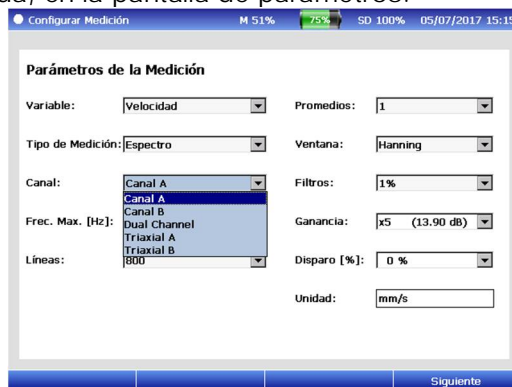 en la pantalla de parámetros.
Configurar Medición M 51% 75% SD 100% 05/07/2017 15:15
Parámetros de la Medición
Variable: Velocidad Promedios: 1
Tipo de Medición: Espectro Ventana: Hanning
Canal: Canal A Filtros: 1%
Canal A
Canal B
Dual Channel
Triaxial A
Triaxial B
Frec. Max. [Hz]: Ganancia: x5 (13.90 dB)
Líneas: 800 Disparo [%]: 0 %
Unidad: mm/s
Siguiente